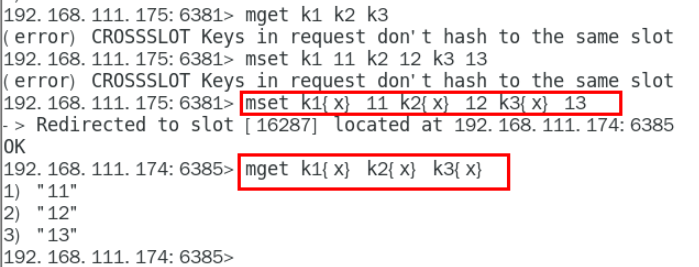 192.168.111.175:6381> mget k1 k2 k3
(error) CROSSSLOT Keys in request don't hash to the same slot
192.168.111.175:6381> mset k1 11 k2 12 k3 13
(error) CROSSSLOT Keys in request don't hash to the same slot
192.168.111.175:6381> mset k1{x} 11 k2{x} 12 k3{x} 13
-> Redirected to slot [16287] located at 192.168.111.174:6385
OK
192.168.111.174:6385> mget k1{x} k2{x} k3{x}
1) "11"
2) "12"
3) "13"
192.168.111.174:6385>